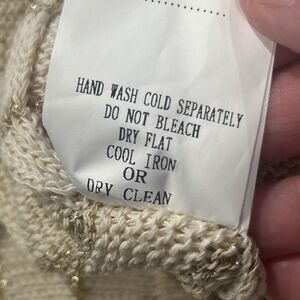 HAND WASH COLD SEPARATELY
DO NOT BLEACH
DRY FLAT
COOL IRON
OR
DRY CLEAN